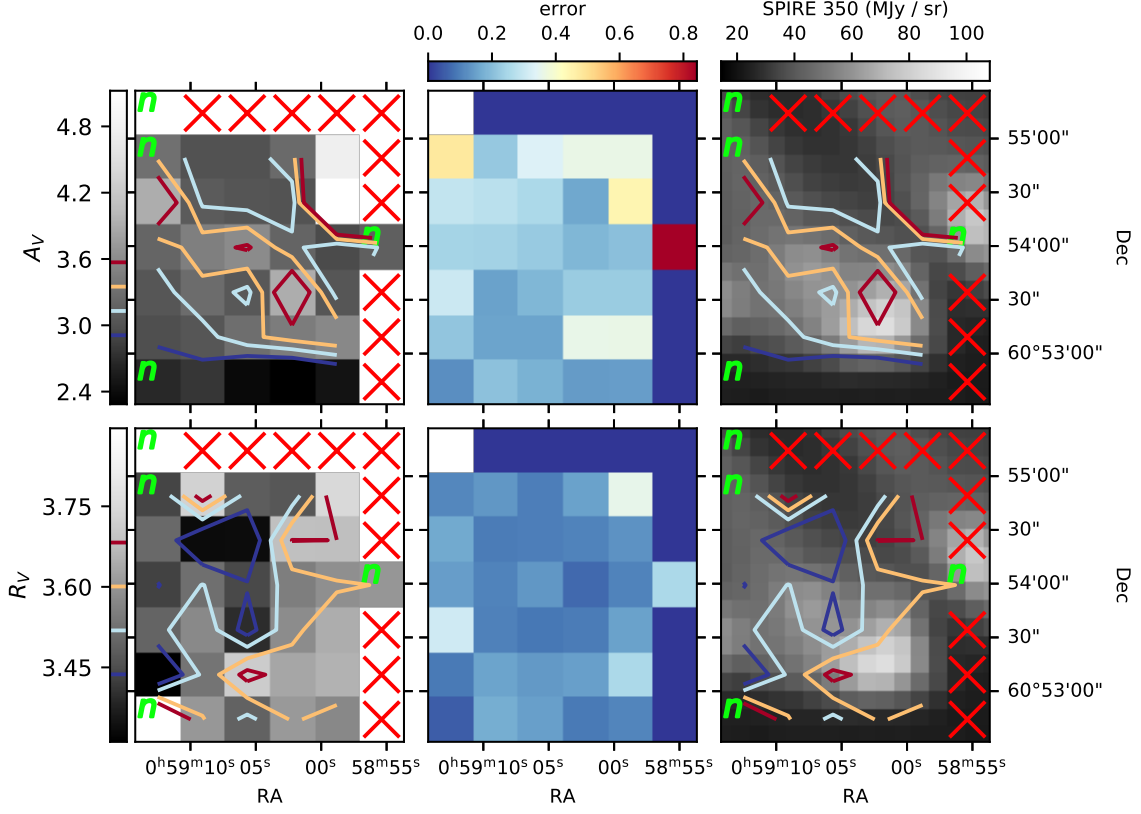 error
SPIRE 350 (MJy / sr)
0.0 0.2 0.4 0.6 0.8
20 40 60 80 100
n n
4.8 55'00"
n n
4.2 30"
A_V n n 54'00" Dec
3.6
30"
3.0
60°53'00"
n n
2.4
n n
55'00"
n n
3.75
30"
R_V n n 54'00" Dec
3.60
30"
3.45
60°53'00"
n n
0ʰ59ᵐ10ˢ 05ˢ 00ˢ 58ᵐ55ˢ 0ʰ59ᵐ10ˢ 05ˢ 00ˢ 58ᵐ55ˢ 0ʰ59ᵐ10ˢ 05ˢ 00ˢ 58ᵐ55ˢ
RA RA RA